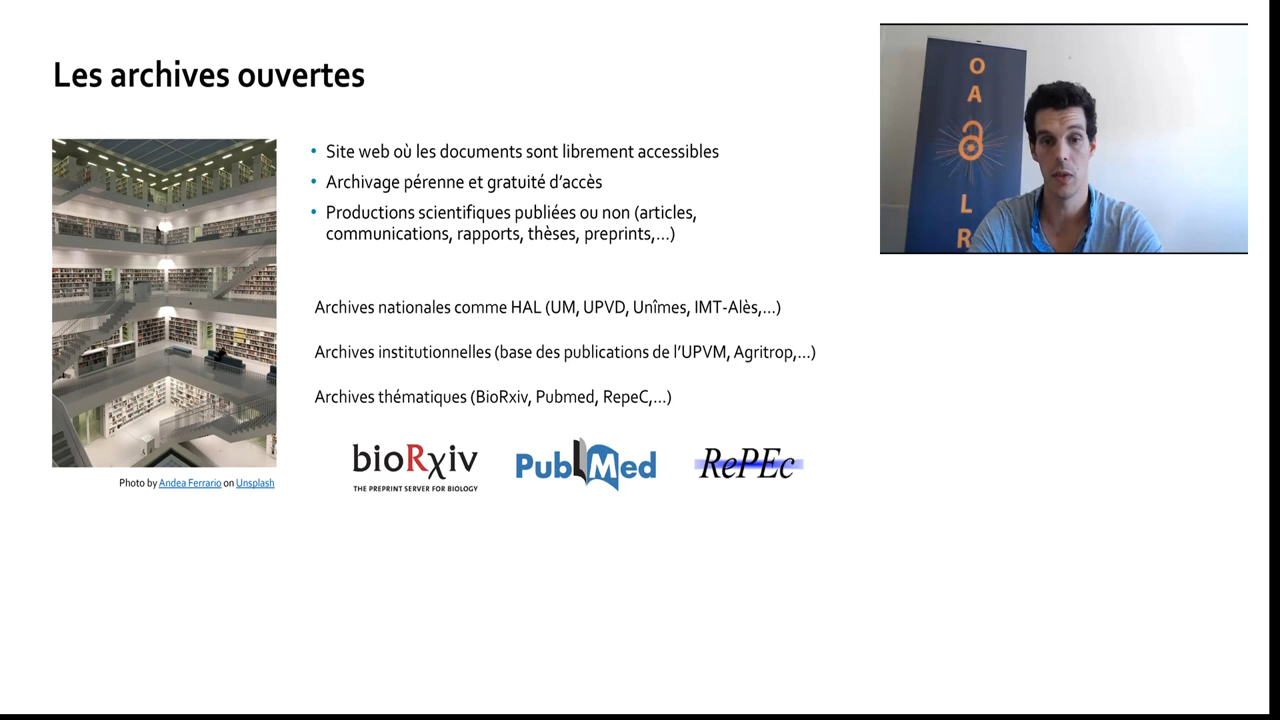 Les archives ouvertes
• Site web où les documents sont librement accessibles
• Archivage pérenne et gratuité d’accès
• Productions scientifiques publiées ou non (articles,
communications, rapports, thèses, preprints,...)
Archives nationales comme HAL (UM, UPVD, Unîmes, IMT-Alès,...)
Archives institutionnelles (base des publications de l’UPVM, Agritrop,...)
Archives thématiques (BioRxiv, Pubmed, RepeC,...)
bioRxiv
THE PREPRINT SERVER FOR BIOLOGY
PubMed
RePEc
Photo by Andea Ferrario on Unsplash
O
A
L
R